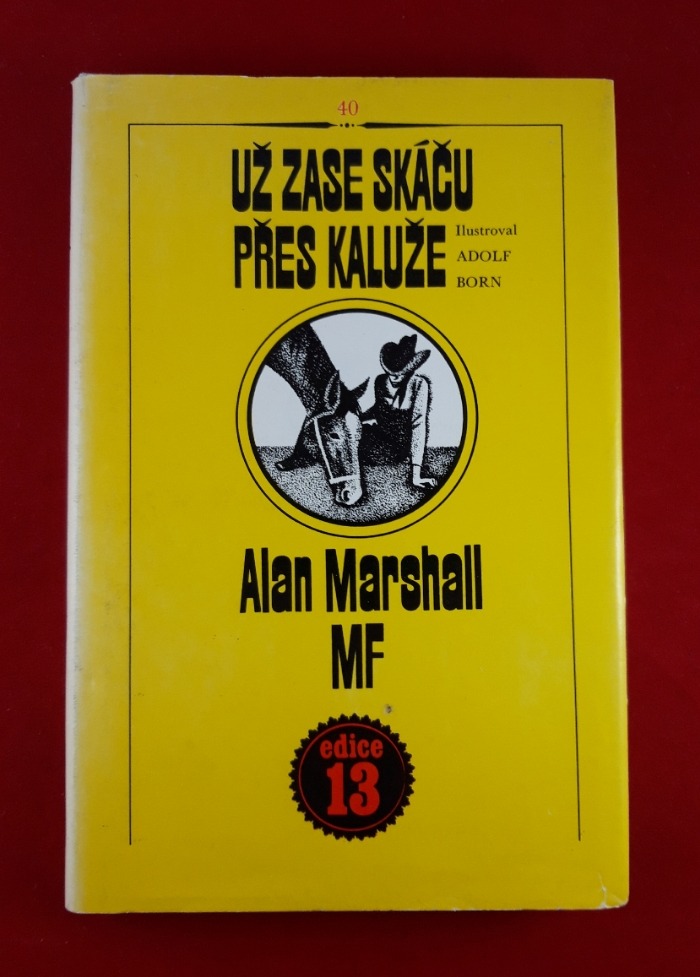 40
UŽ ZASE SKÁČU
PŘES KALUŽE
Ilustroval
ADOLF
BORN
Alan Marshall
MF
edice
13